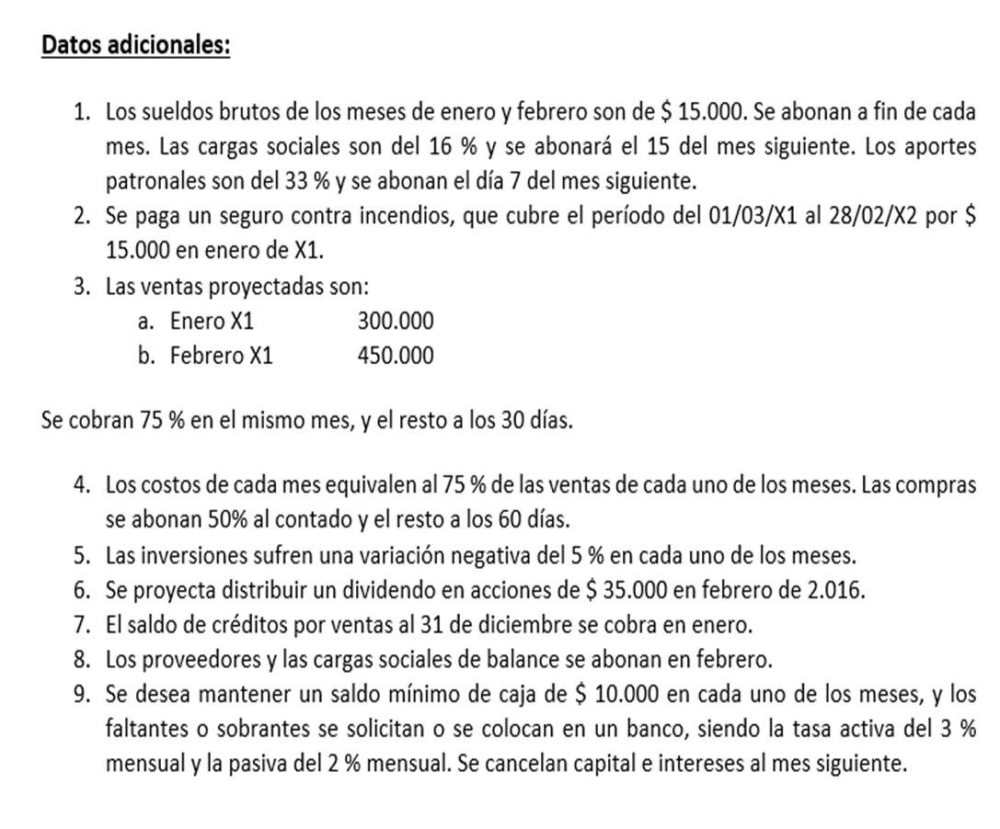 Datos adicionales:
1. Los sueldos brutos de los meses de enero y febrero son de $ 15.000. Se abonan a fin de cada
mes. Las cargas sociales son del 16 % y se abonará el 15 del mes siguiente. Los aportes
patronales son del 33 % y se abonan el día 7 del mes siguiente.
2. Se paga un seguro contra incendios, que cubre el período del 01/03/X1 al 28/02/X2 por $
15.000 en enero de X1.
3. Las ventas proyectadas son:
a. Enero X1 300.000
b. Febrero X1 450.000
Se cobran 75 % en el mismo mes, y el resto a los 30 días.
4. Los costos de cada mes equivalen al 75 % de las ventas de cada uno de los meses. Las compras
se abonan 50% al contado y el resto a los 60 días.
5. Las inversiones sufren una variación negativa del 5 % en cada uno de los meses.
6. Se proyecta distribuir un dividendo en acciones de $ 35.000 en febrero de 2.016.
7. El saldo de créditos por ventas al 31 de diciembre se cobra en enero.
8. Los proveedores y las cargas sociales de balance se abonan en febrero.
9. Se desea mantener un saldo mínimo de caja de $ 10.000 en cada uno de los meses, y los
faltantes o sobrantes se solicitan o se colocan en un banco, siendo la tasa activa del 3 %
mensual y la pasiva del 2 % mensual. Se cancelan capital e intereses al mes siguiente.